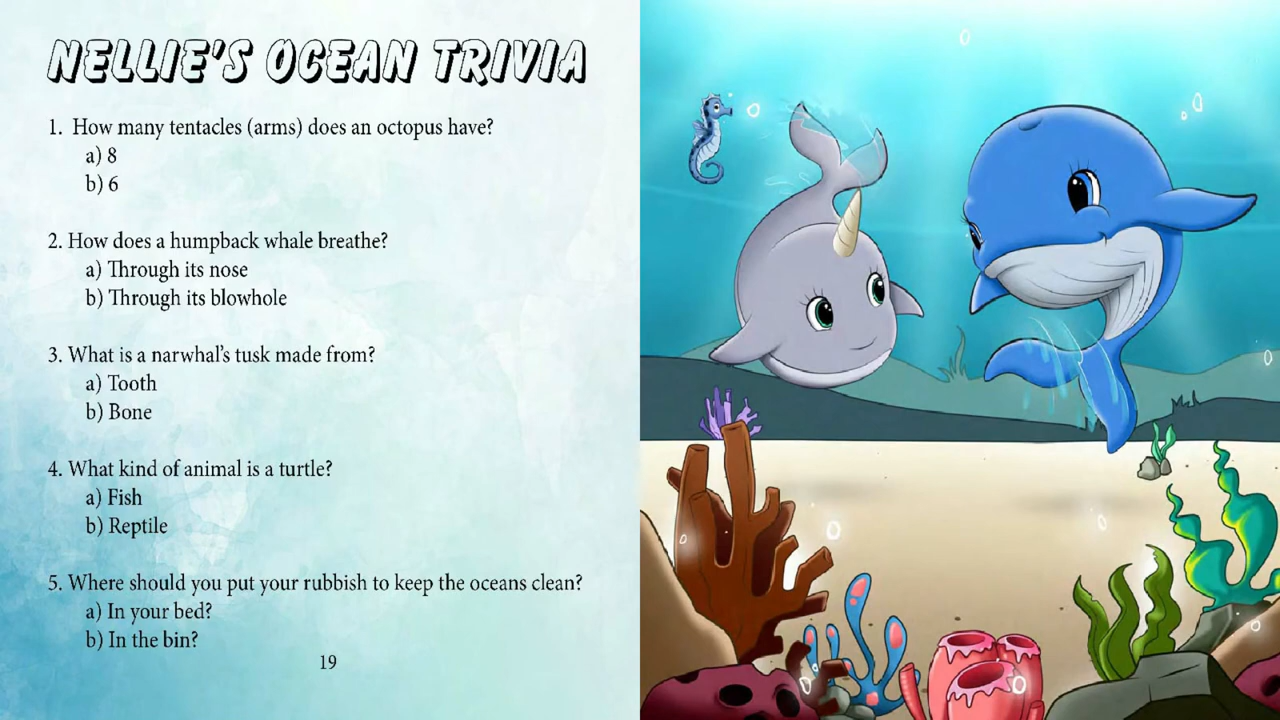 NELLIE'S OCEAN TRIVIA
1. How many tentacles (arms) does an octopus have?
a) 8
b) 6
2. How does a humpback whale breathe?
a) Through its nose
b) Through its blowhole
3. What is a narwhal's tusk made from?
a) Tooth
b) Bone
4. What kind of animal is a turtle?
a) Fish
b) Reptile
5. Where should you put your rubbish to keep the oceans clean?
a) In your bed?
b) In the bin?
19